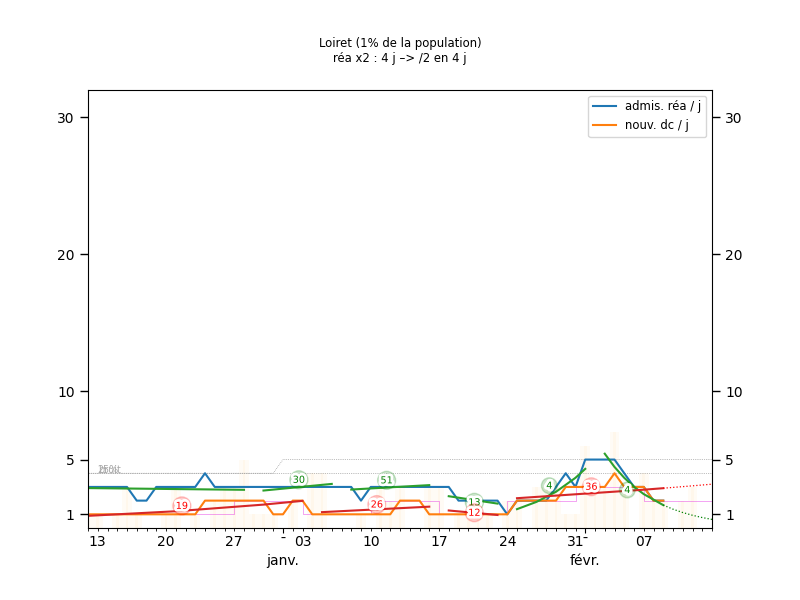 Loiret (1% de la population)
réa x2 : 4 j –> /2 en 4 j
admis. réa / j
nouv. dc / j
30 30
20 20
10 10
5 5
1 1
30 51 4
19 26 13 36 4
12
13 20 27 - 03 10 17 24 31 - 07
janv. févr.